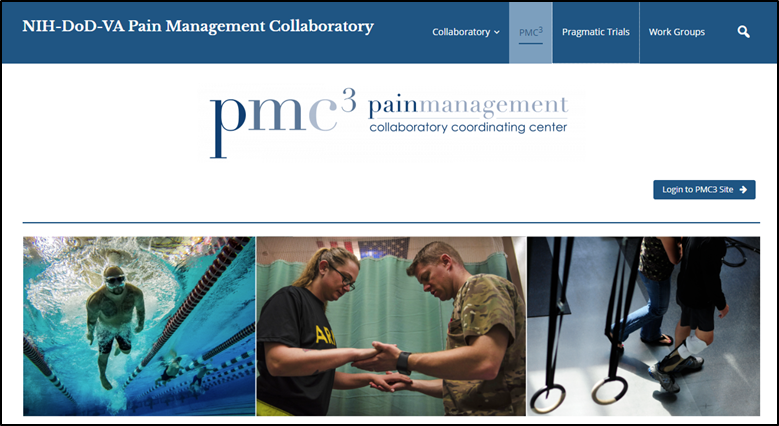 NIH-DoD-VA Pain Management Collaboratory
Collaboratory
PMC3
Pragmatic Trials
Work Groups
pmc3 painmanagement
collaboratory coordinating center
Login to PMC3 Site